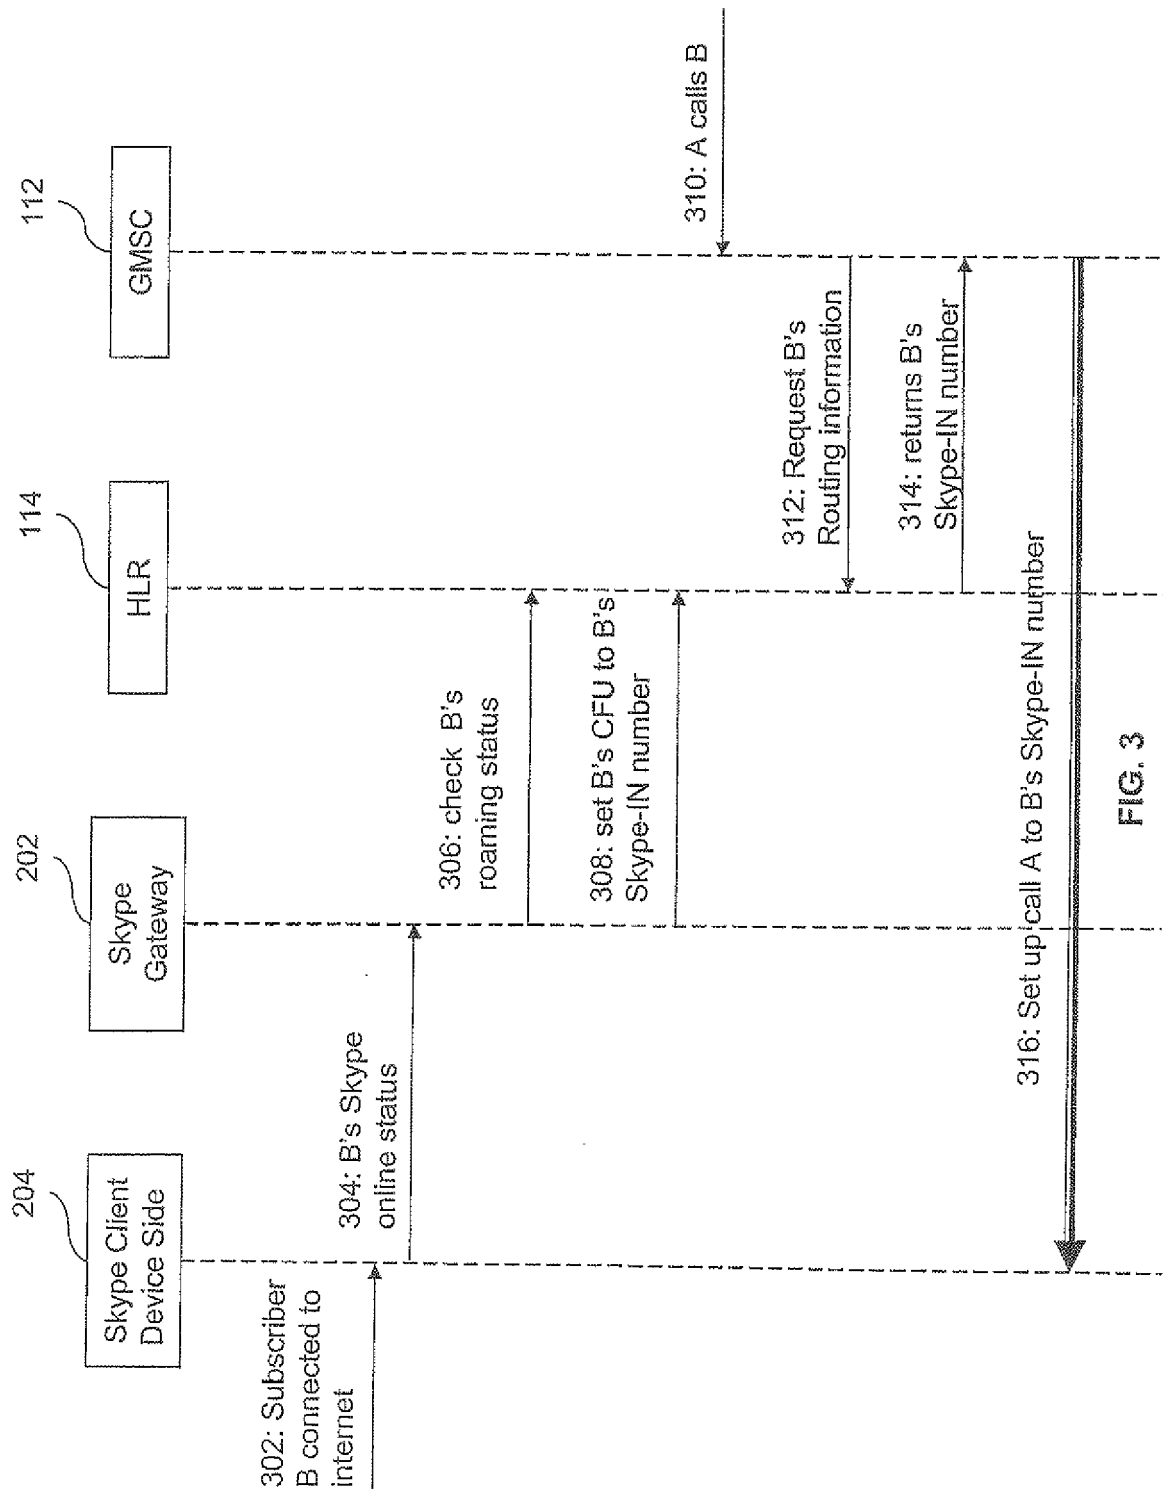 204
202
114
112
Skype Client
Device Side
Skype
Gateway
HLR
GMSC
302: Subscriber
B connected to
internet
304: B's Skype
online status
306: check B's
roaming status
308: set B's CFU to B's
Skype-IN number
310: A calls B
312: Request B's
Routing information
314: returns B's
Skype-IN number
316: Set up call A to B's Skype-IN number
FIG. 3